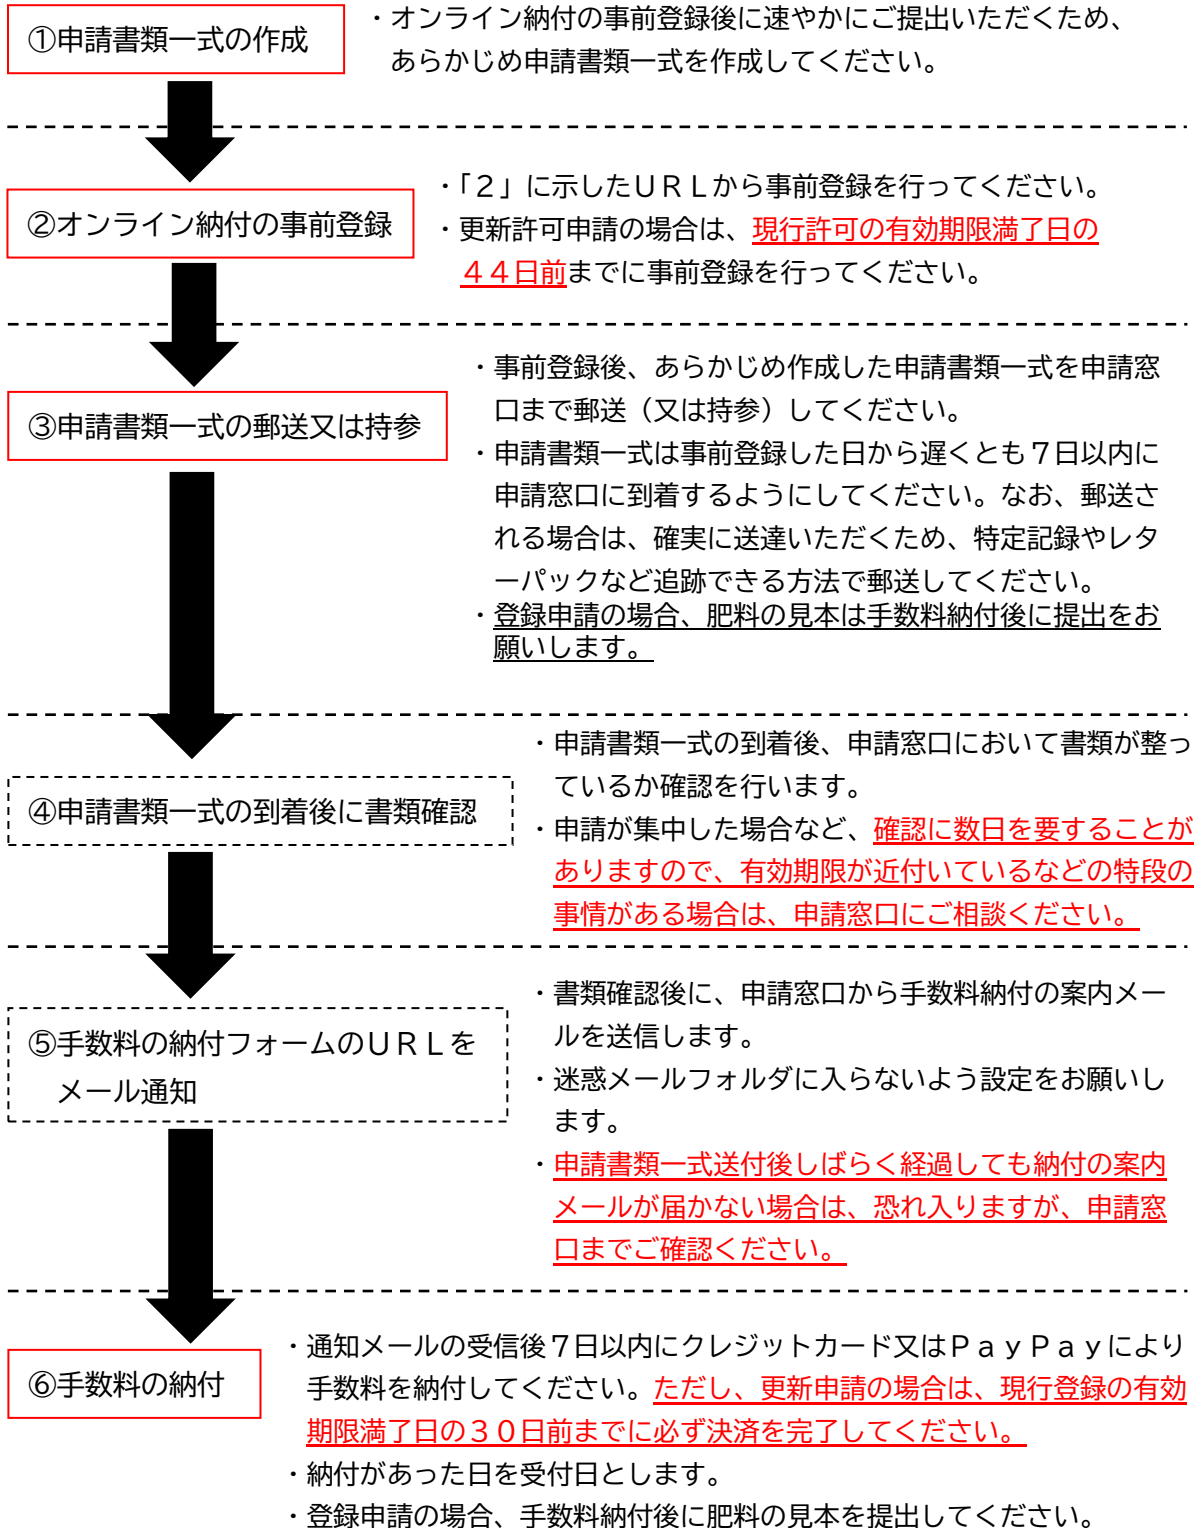 ①申請書類一式の作成
・オンライン納付の事前登録後に速やかにご提出いただくため、
あらかじめ申請書類一式を作成してください。
②オンライン納付の事前登録
・「２」に示したＵＲＬから事前登録を行ってください。
・更新許可申請の場合は、現行許可の有効期限満了日の
４４日前までに事前登録を行ってください。
③申請書類一式の郵送又は持参
・事前登録後、あらかじめ作成した申請書類一式を申請窓
口まで郵送（又は持参）してください。
・申請書類一式は事前登録した日から遅くとも７日以内に
申請窓口に到着するようにしてください。なお、郵送さ
れる場合は、確実に送達いただくため、特定記録やレタ
ーパックなど追跡できる方法で郵送してください。
・登録申請の場合、肥料の見本は手数料納付後に提出をお
願いします。
④申請書類一式の到着後に書類確認
・申請書類一式の到着後、申請窓口において書類が整っ
ているか確認を行います。
・申請が集中した場合など、確認に数日を要することが
ありますので、有効期限が近付いているなどの特段の
事情がある場合は、申請窓口にご相談ください。
⑤手数料の納付フォームのＵＲＬを
メール通知
・書類確認後に、申請窓口から手数料納付の案内メー
ルを送信します。
・迷惑メールフォルダに入らないよう設定をお願いし
ます。
・申請書類一式送付後しばらく経過しても納付の案内
メールが届かない場合は、恐れ入りますが、申請窓
口までご確認ください。
⑥手数料の納付
・通知メールの受信後７日以内にクレジットカード又はＰａｙＰａｙにより
手数料を納付してください。ただし、更新申請の場合は、現行登録の有効
期限満了日の３０日前までに必ず決済を完了してください。
・納付があった日を受付日とします。
・登録申請の場合、手数料納付後に肥料の見本を提出してください。